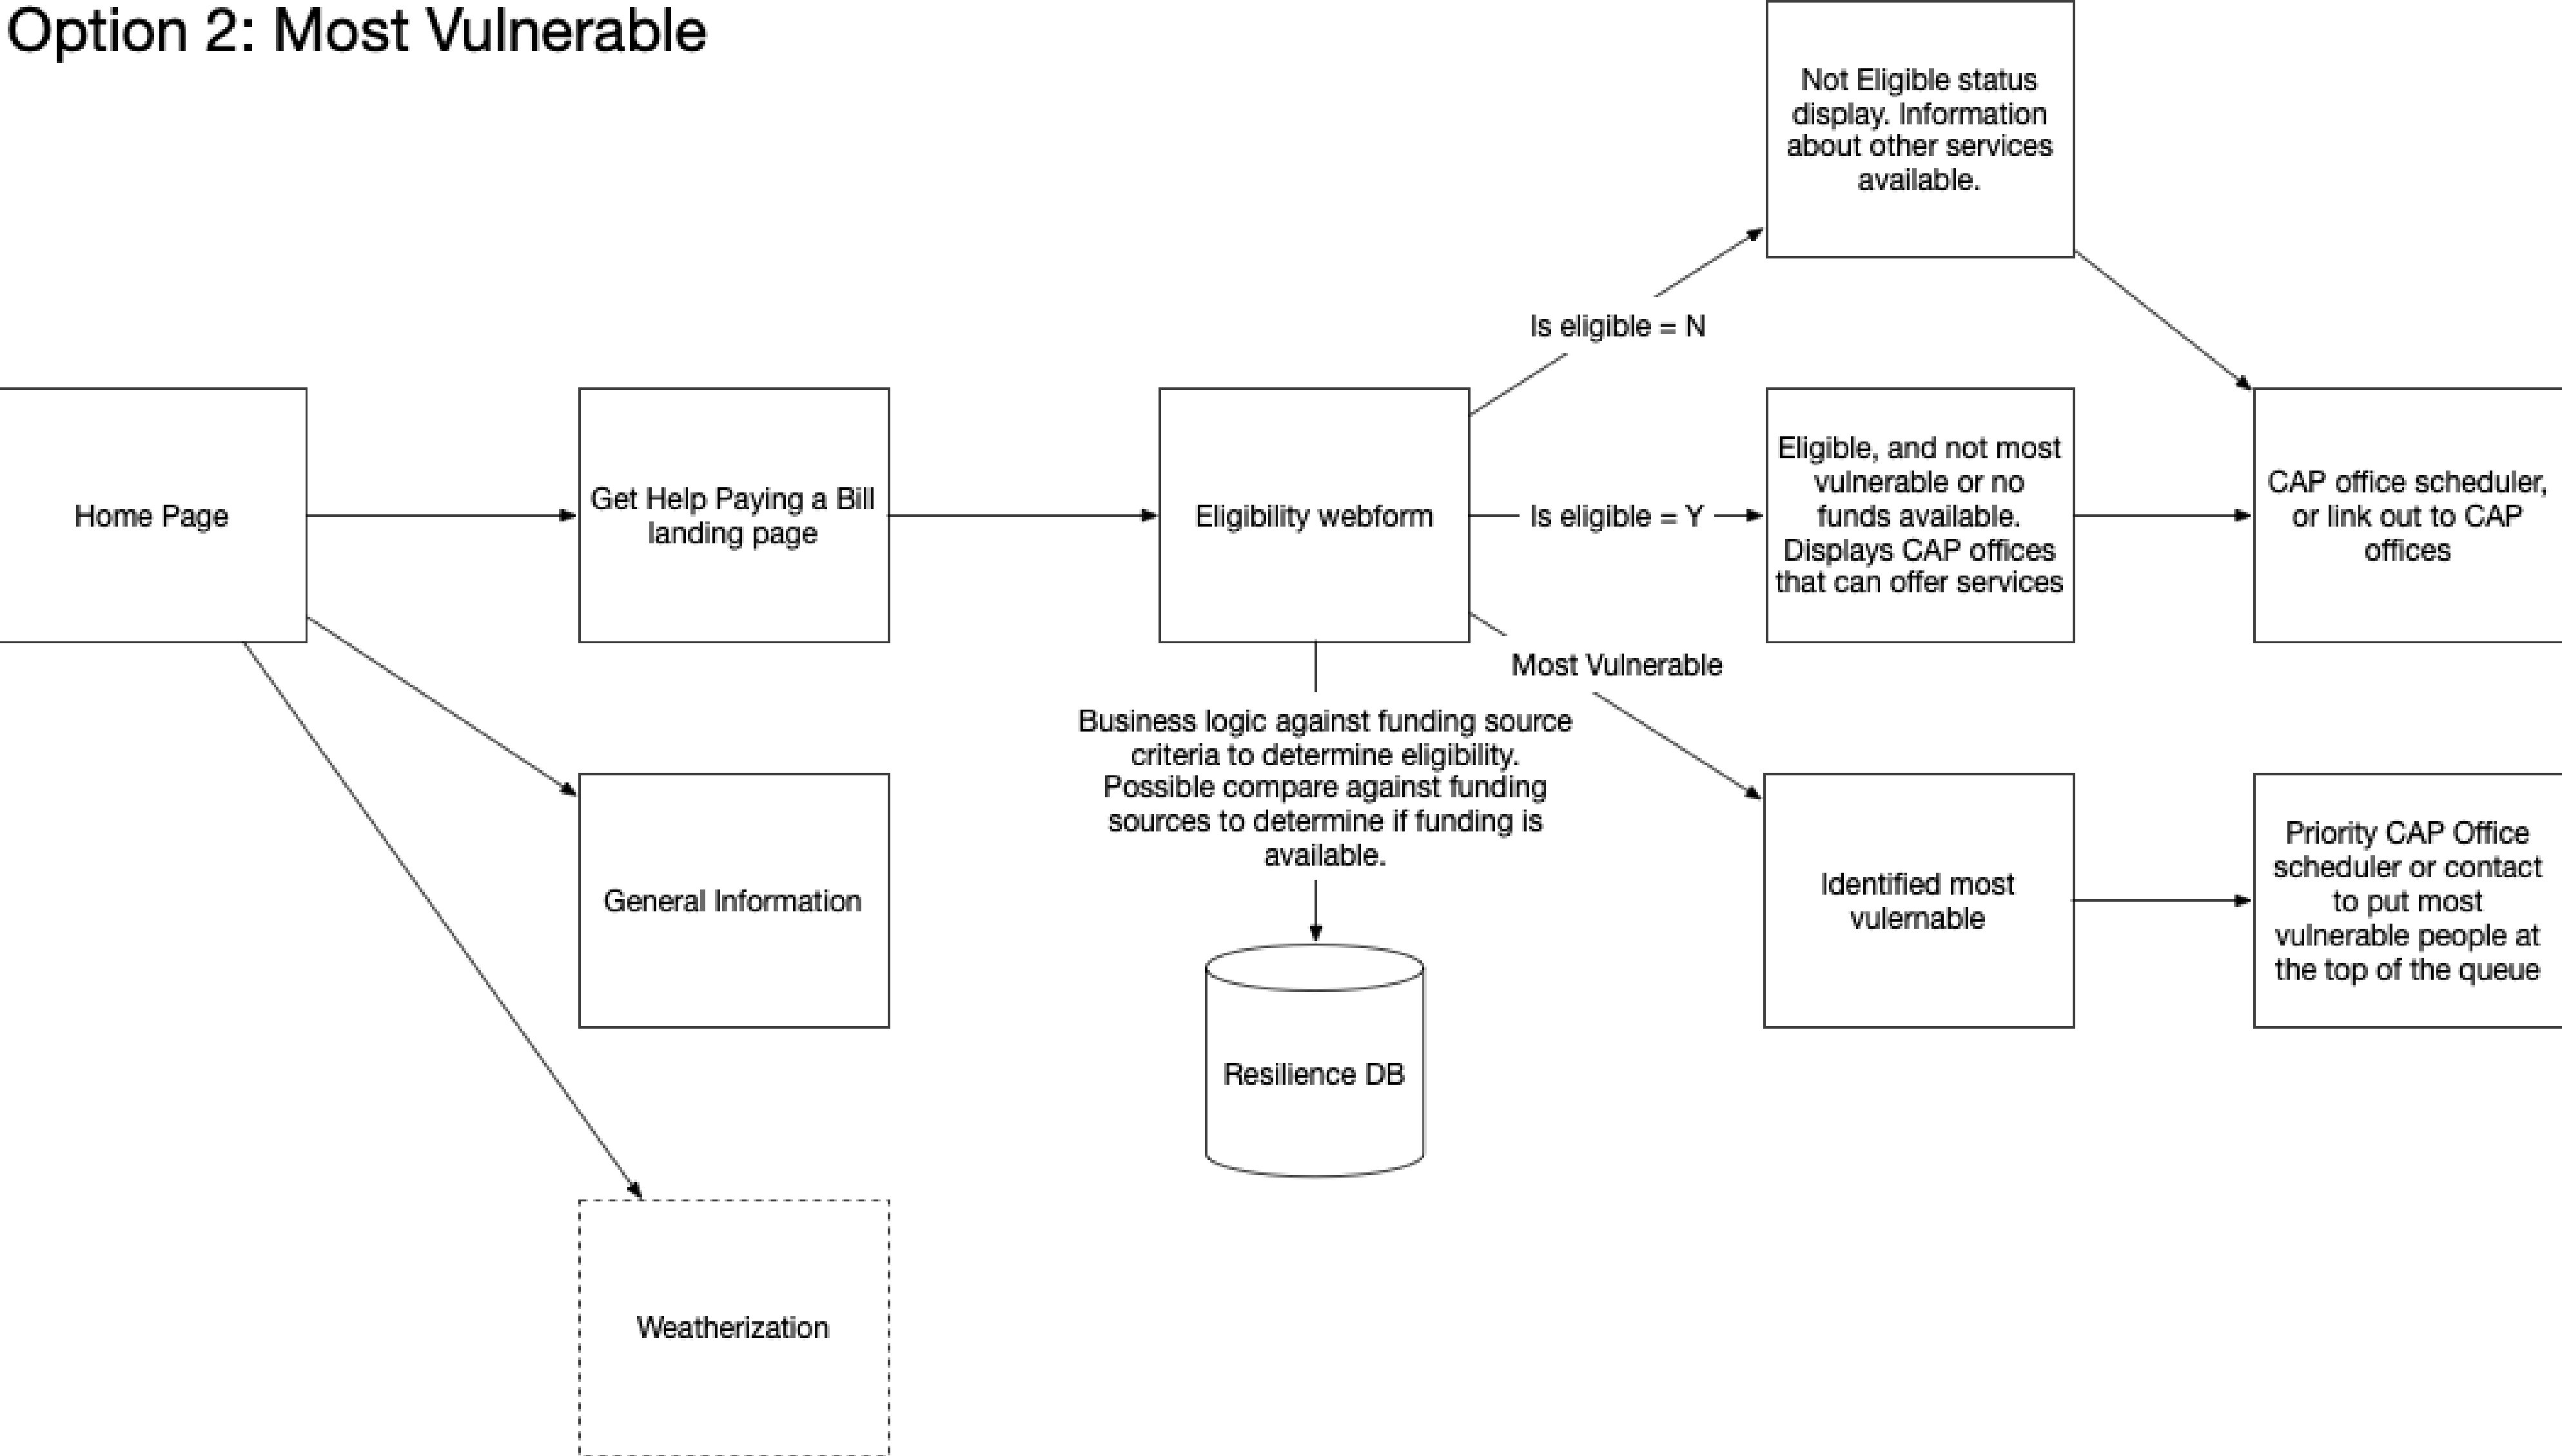 Option 2: Most Vulnerable
Not Eligible status
display. Information
about other services
available.
Is eligible = N
Home Page
Get Help Paying a Bill
landing page
Eligibility webform
Is eligible = Y
Eligible, and not most
vulnerable or no
funds available.
Displays CAP offices
that can offer services
CAP office scheduler,
or link out to CAP
offices
Most Vulnerable
Business logic against funding source
criteria to determine eligibility.
Possible compare against funding
sources to determine if funding is
available.
General Information
Identified most
vulernable
Priority CAP Office
scheduler or contact
to put most
vulnerable people at
the top of the queue
Resilience DB
Weatherization